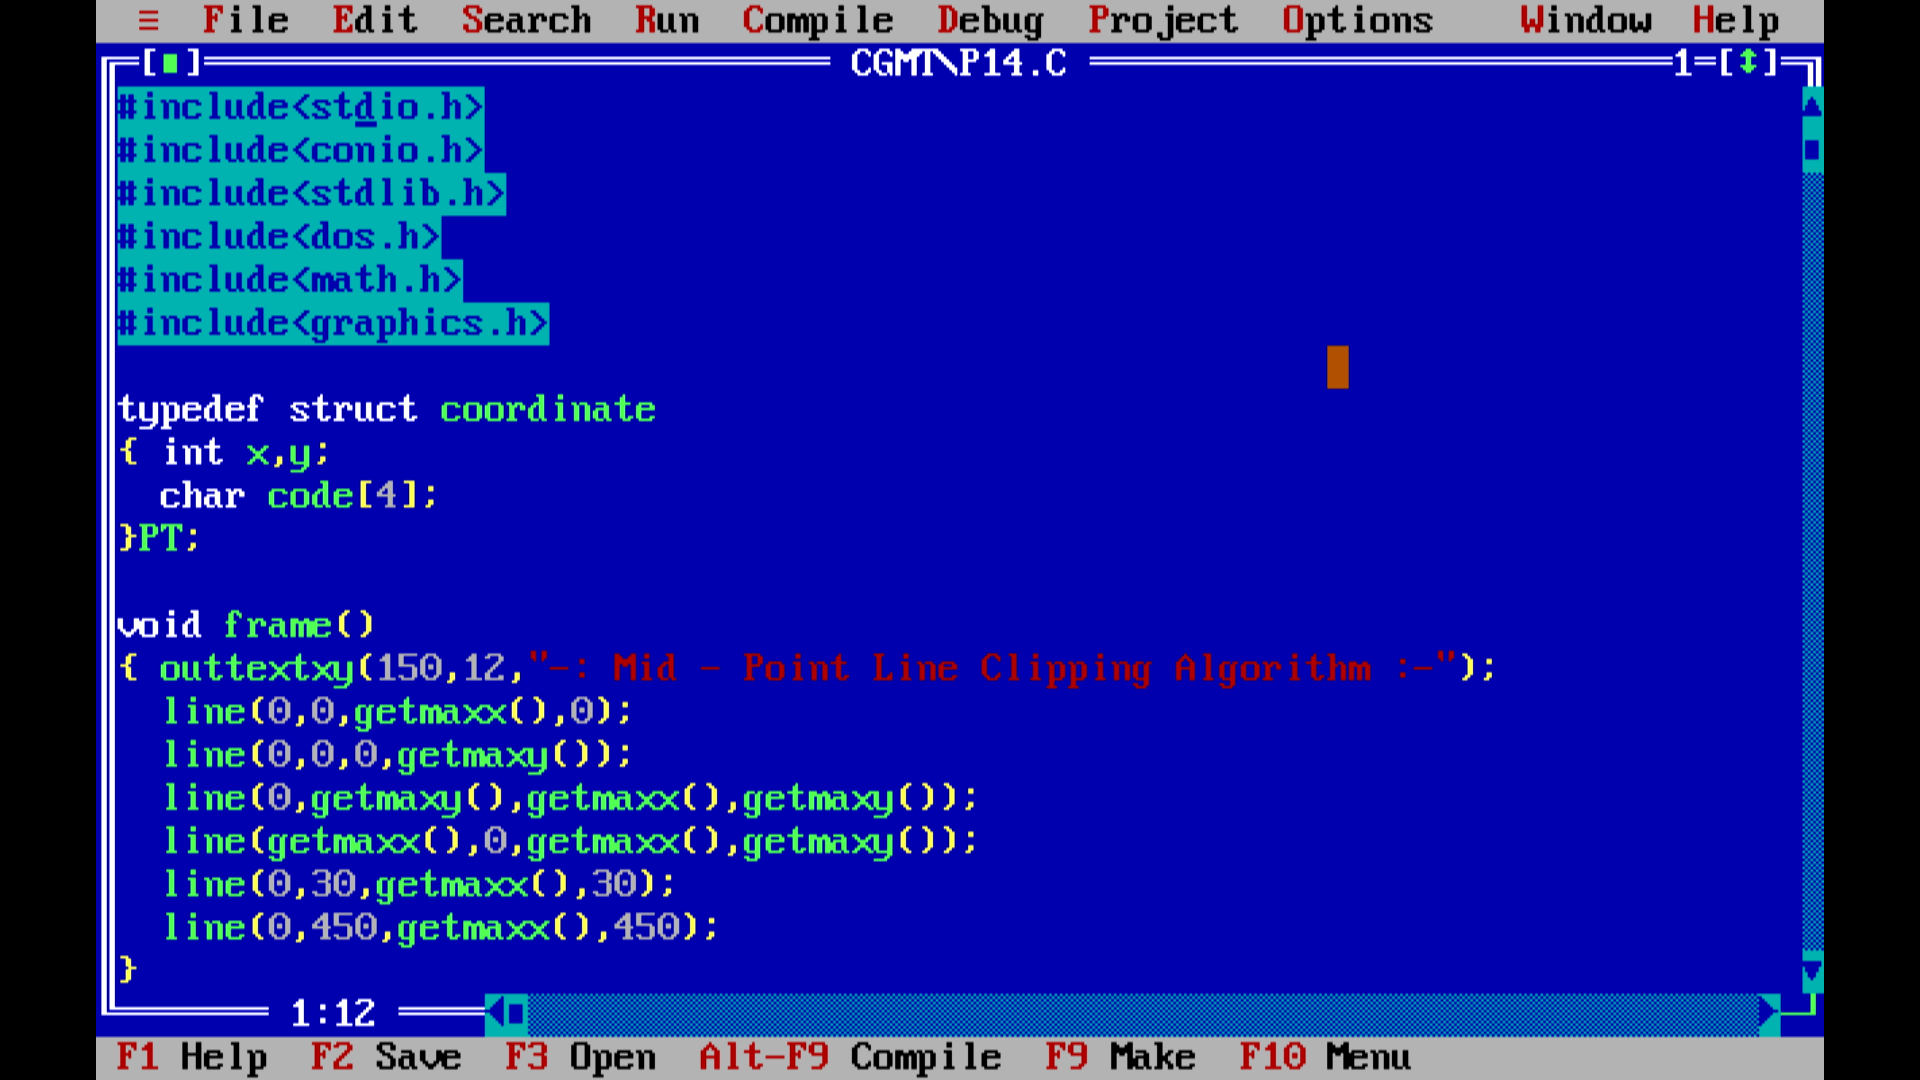 ≡ File Edit Search Run Compile Debug Project Options Window Help
[■] CGMT\P14.C 1=[↕]
#include<stdio.h>
#include<conio.h>
#include<stdlib.h>
#include<dos.h>
#include<math.h>
#include<graphics.h>
typedef struct coordinate
{ int x,y;
  char code[4];
}PT;
void frame()
{ outtextxy(150,12,"-: Mid - Point Line Clipping Algorithm :-");
  line(0,0,getmaxx(),0);
  line(0,0,0,getmaxy());
  line(0,getmaxy(),getmaxx(),getmaxy());
  line(getmaxx(),0,getmaxx(),getmaxy());
  line(0,30,getmaxx(),30);
  line(0,450,getmaxx(),450);
}
1:12
F1 Help F2 Save F3 Open Alt-F9 Compile F9 Make F10 Menu